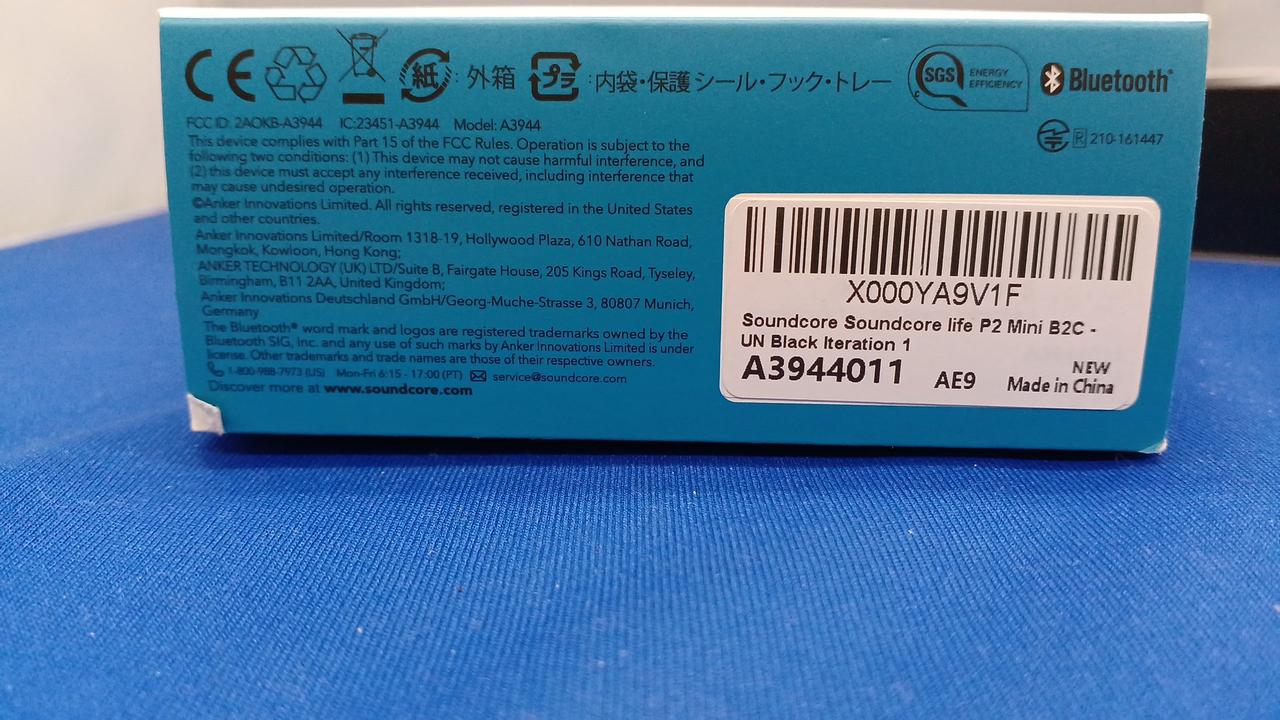 CE 紙 : 外箱 プラ : 内袋・保護シール・フック・トレー SGS ENERGY EFFICIENCY Bluetooth®
FCC ID: 2AOKB-A3944 IC:23451-A3944 Model: A3944
R 210-161447
This device complies with Part 15 of the FCC Rules. Operation is subject to the
following two conditions: (1) This device may not cause harmful interference, and
(2) this device must accept any interference received, including interference that
may cause undesired operation.
©Anker Innovations Limited. All rights reserved, registered in the United States
and other countries.
Anker Innovations Limited/Room 1318-19, Hollywood Plaza, 610 Nathan Road,
Mongkok, Kowloon, Hong Kong;
ANKER TECHNOLOGY (UK) LTD/Suite B, Fairgate House, 205 Kings Road, Tyseley,
Birmingham, B11 2AA, United Kingdom;
Anker Innovations Deutschland GmbH/Georg-Muche-Strasse 3, 80807 Munich,
Germany
The Bluetooth® word mark and logos are registered trademarks owned by the
Bluetooth SIG, Inc. and any use of such marks by Anker Innovations Limited is under
license. Other trademarks and trade names are those of their respective owners.
1-800-988-7973 (US) Mon-Fri 6:15 - 17:00 (PT) service@soundcore.com
Discover more at www.soundcore.com
X000YA9V1F
Soundcore Soundcore life P2 Mini B2C -
UN Black Iteration 1
A3944011 AE9 NEW
Made in China